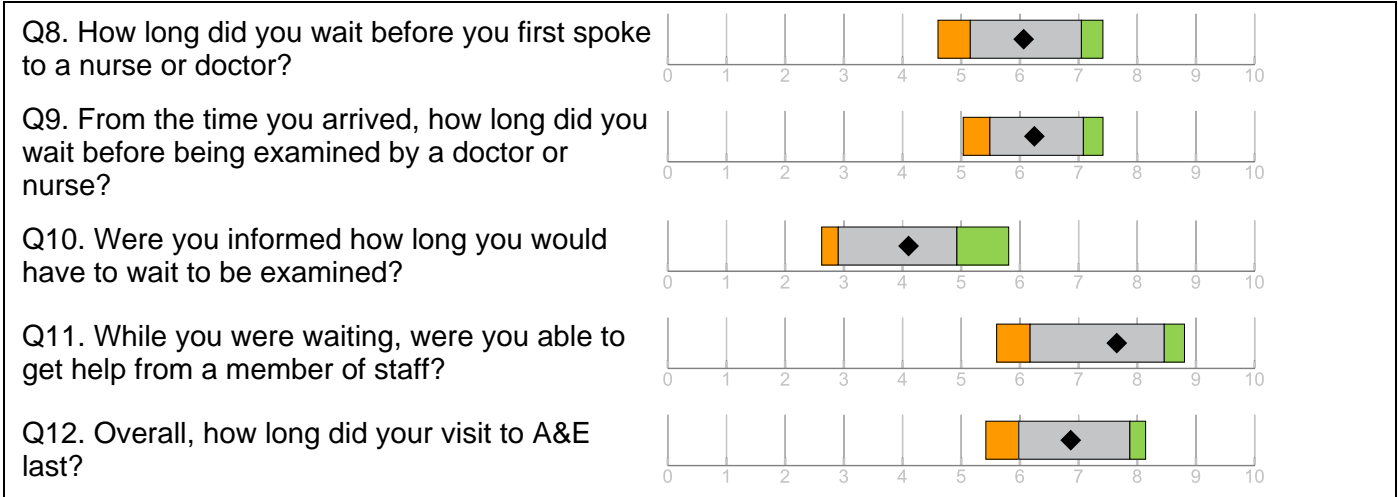 Q8. How long did you wait before you first spoke
to a nurse or doctor?
0 1 2 3 4 5 6 7 8 9 10
Q9. From the time you arrived, how long did you
wait before being examined by a doctor or
nurse?
0 1 2 3 4 5 6 7 8 9 10
Q10. Were you informed how long you would
have to wait to be examined?
0 1 2 3 4 5 6 7 8 9 10
Q11. While you were waiting, were you able to
get help from a member of staff?
0 1 2 3 4 5 6 7 8 9 10
Q12. Overall, how long did your visit to A&E
last?
0 1 2 3 4 5 6 7 8 9 10